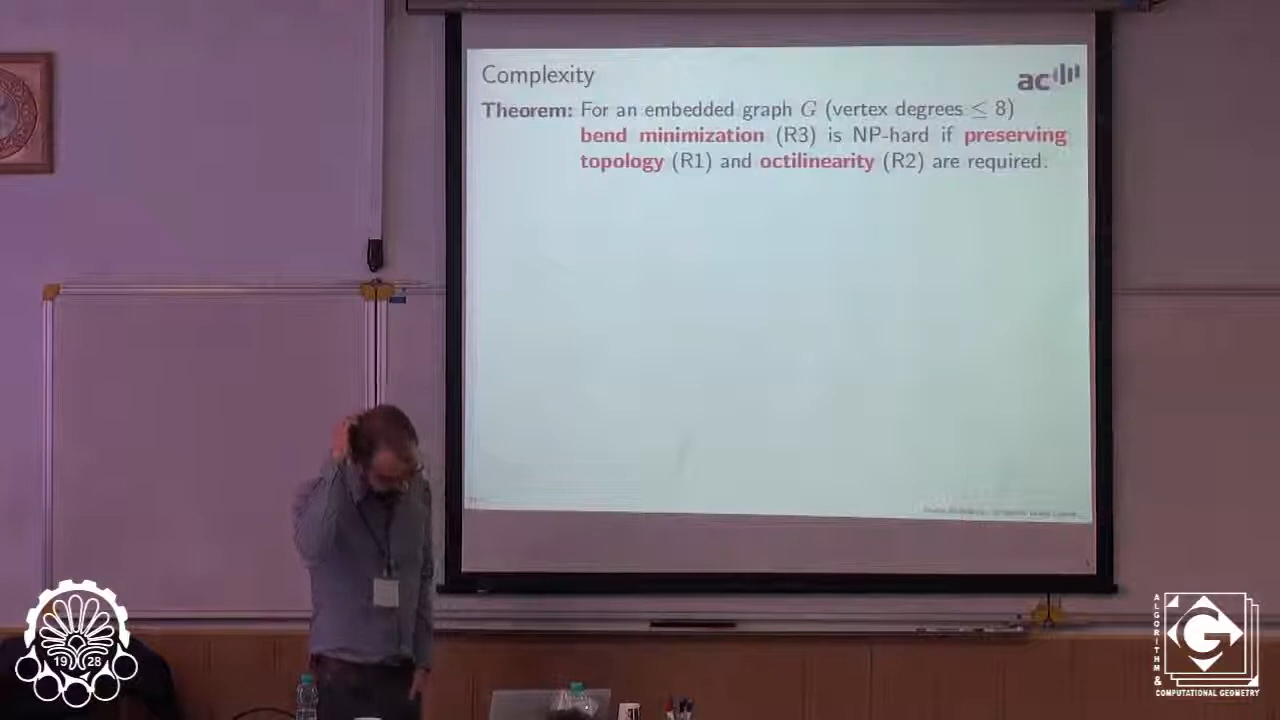 Complexity
ac
Theorem: For an embedded graph G (vertex degrees ≤ 8)
bend minimization (R3) is NP-hard if preserving
topology (R1) and octilinearity (R2) are required.
19 28
ALGORITHM &
COMPUTATIONAL GEOMETRY
G